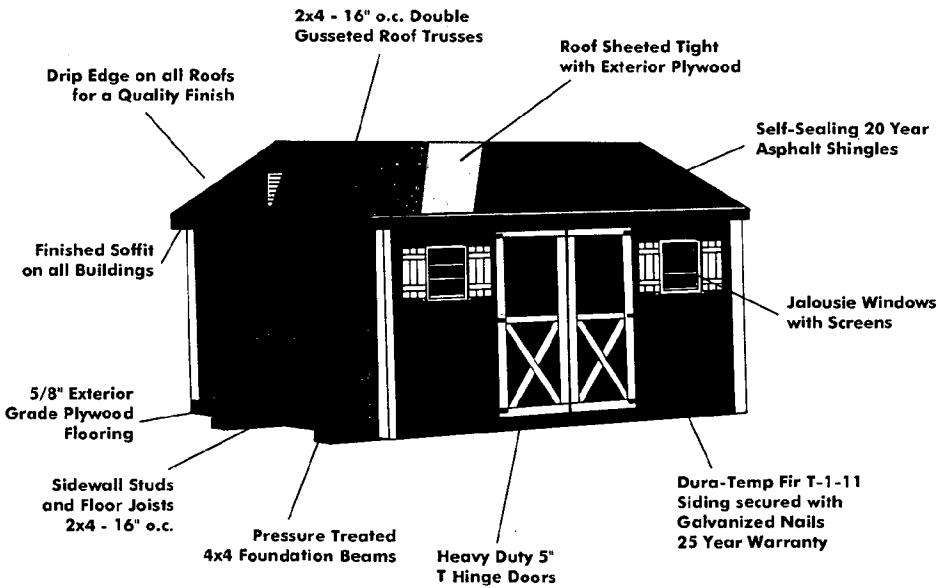 2x4 - 16" o.c. Double
Gusseted Roof Trusses
Roof Sheeted Tight
with Exterior Plywood
Drip Edge on all Roofs
for a Quality Finish
Self-Sealing 20 Year
Asphalt Shingles
Finished Soffit
on all Buildings
Jalousie Windows
with Screens
5/8" Exterior
Grade Plywood
Flooring
Sidewall Studs
and Floor Joists
2x4 - 16" o.c.
Pressure Treated
4x4 Foundation Beams
Heavy Duty 5"
T Hinge Doors
Dura-Temp Fir T-1-11
Siding secured with
Galvanized Nails
25 Year Warranty